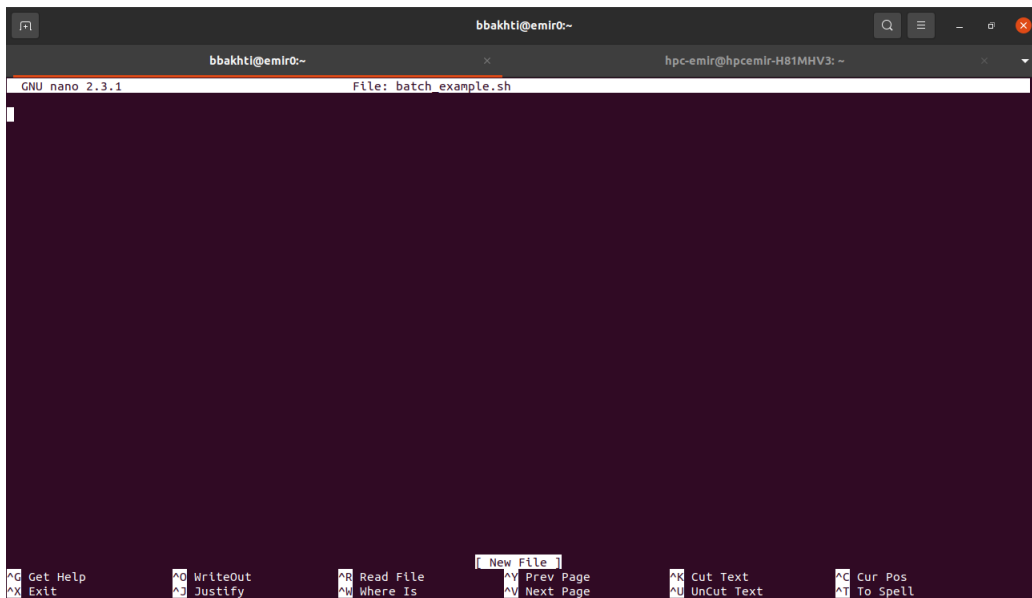 bbakhti@emir0:~
bbakhti@emir0:~ hpc-emir@hpcemir-H81MHV3: ~
GNU nano 2.3.1 File: batch_example.sh
[ New File ]
^G Get Help ^O WriteOut ^R Read File ^Y Prev Page ^K Cut Text ^C Cur Pos
^X Exit ^J Justify ^W Where Is ^V Next Page ^U UnCut Text ^T To Spell